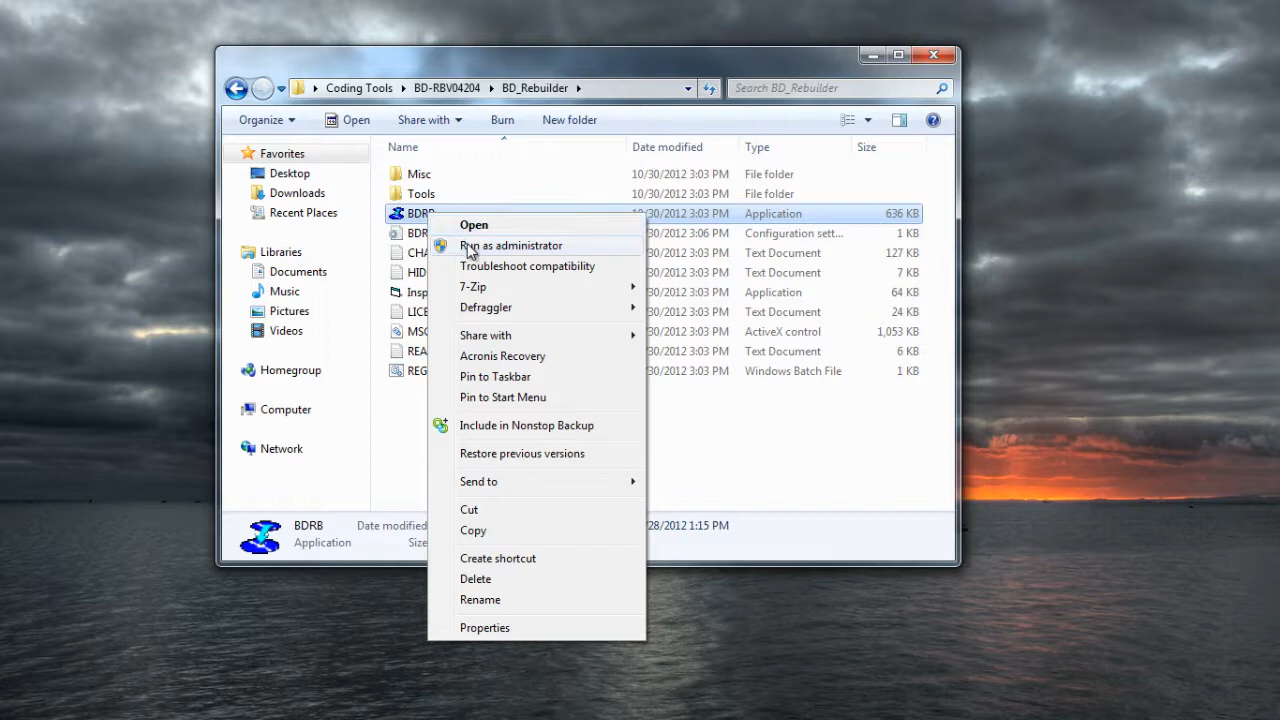 Coding Tools BD-RBV04204 BD_Rebuilder
Search BD_Rebuilder
Organize Open Share with Burn New folder
Name Date modified Type Size
Favorites
Desktop
Downloads
Recent Places
Libraries
Documents
Music
Pictures
Videos
Homegroup
Computer
Network
Misc 10/30/2012 3:03 PM File folder
Tools 10/30/2012 3:03 PM File folder
BDRB /30/2012 3:03 PM Application 636 KB
BDR /30/2012 3:06 PM Configuration sett... 1 KB
CHA /30/2012 3:03 PM Text Document 127 KB
HID /30/2012 3:03 PM Text Document 7 KB
Insp /30/2012 3:03 PM Application 64 KB
LICE /30/2012 3:03 PM Text Document 24 KB
MSC /30/2012 3:03 PM ActiveX control 1,053 KB
REA /30/2012 3:03 PM Text Document 6 KB
REG /30/2012 3:03 PM Windows Batch File 1 KB
Open
Run as administrator
Troubleshoot compatibility
7-Zip
Defraggler
Share with
Acronis Recovery
Pin to Taskbar
Pin to Start Menu
Include in Nonstop Backup
Restore previous versions
Send to
Cut
Copy
Create shortcut
Delete
Rename
Properties
BDRB Date modified /28/2012 1:15 PM
Application Size